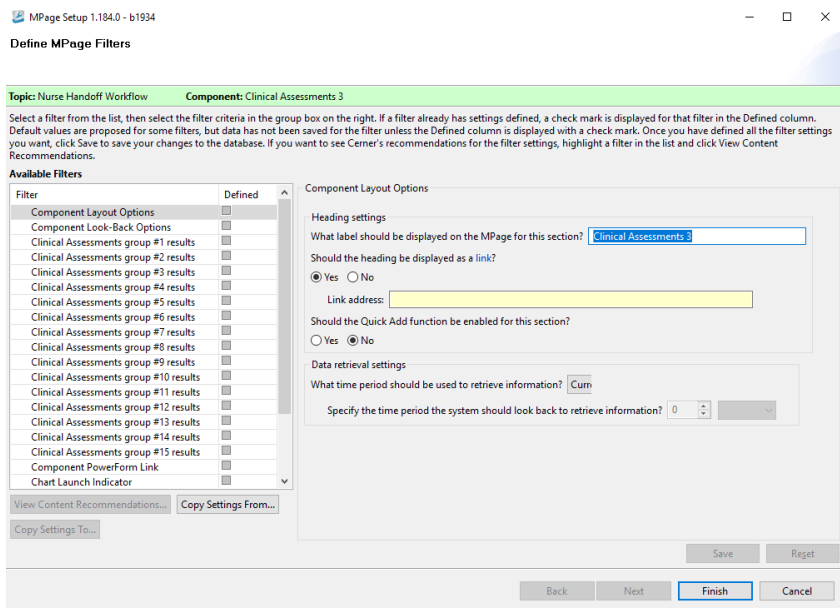 MPage Setup 1.184.0 - b1934
Define MPage Filters
Topic: Nurse Handoff Workflow Component: Clinical Assessments 3
Select a filter from the list, then select the filter criteria in the group box on the right. If a filter already has settings defined, a check mark is displayed for that filter in the Defined column.
Default values are proposed for some filters, but data has not been saved for the filter unless the Defined column is displayed with a check mark. Once you have defined all the filter settings
you want, click Save to save your changes to the database. If you want to see Cerner's recommendations for the filter settings, highlight a filter in the list and click View Content
Recommendations.
Available Filters
Filter Defined
Component Layout Options
Component Look-Back Options
Clinical Assessments group #1 results
Clinical Assessments group #2 results
Clinical Assessments group #3 results
Clinical Assessments group #4 results
Clinical Assessments group #5 results
Clinical Assessments group #6 results
Clinical Assessments group #7 results
Clinical Assessments group #8 results
Clinical Assessments group #9 results
Clinical Assessments group #10 results
Clinical Assessments group #11 results
Clinical Assessments group #12 results
Clinical Assessments group #13 results
Clinical Assessments group #14 results
Clinical Assessments group #15 results
Component PowerForm Link
Chart Launch Indicator
View Content Recommendations... Copy Settings From...
Copy Settings To...
Component Layout Options
Heading settings
What label should be displayed on the MPage for this section? Clinical Assessments 3
Should the heading be displayed as a link?
Yes No
Link address:
Should the Quick Add function be enabled for this section?
Yes No
Data retrieval settings
What time period should be used to retrieve information? Curr
Specify the time period the system should look back to retrieve information? 0
Save Reset
Back Next Finish Cancel